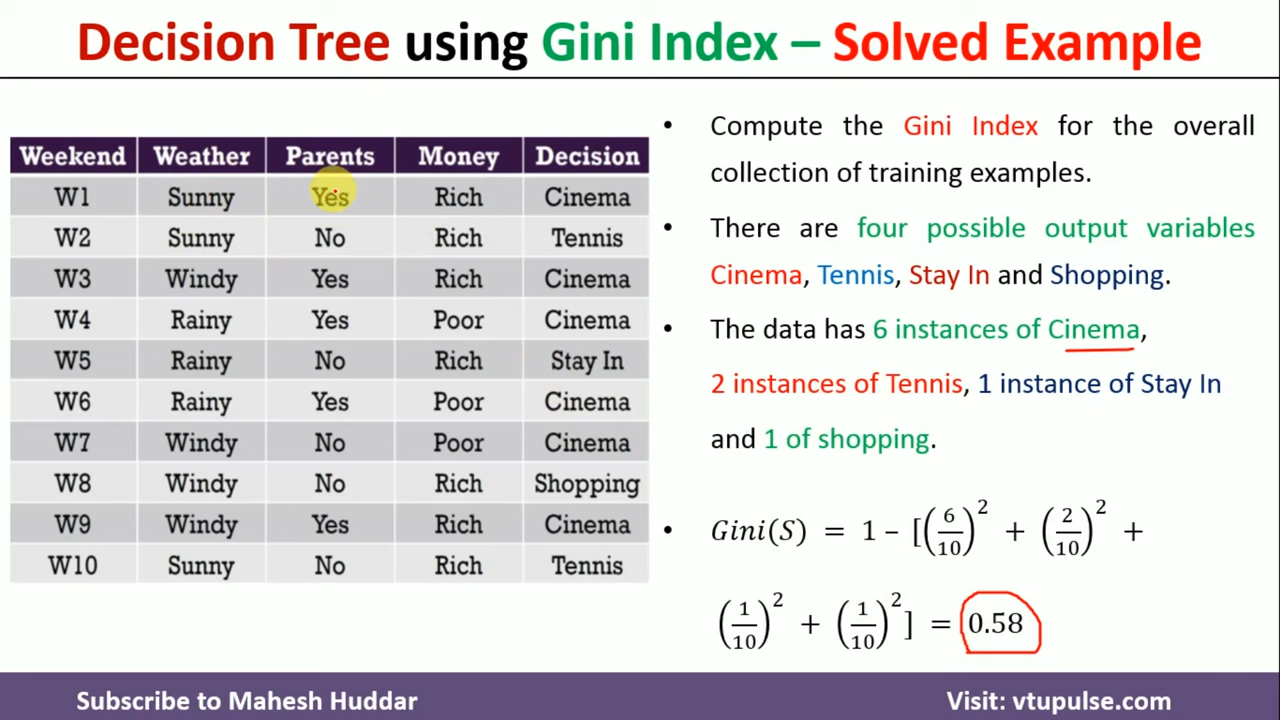 Decision Tree using Gini Index – Solved Example
Weekend Weather Parents Money Decision
W1 Sunny Yes Rich Cinema
W2 Sunny No Rich Tennis
W3 Windy Yes Rich Cinema
W4 Rainy Yes Poor Cinema
W5 Rainy No Rich Stay In
W6 Rainy Yes Poor Cinema
W7 Windy No Poor Cinema
W8 Windy No Rich Shopping
W9 Windy Yes Rich Cinema
W10 Sunny No Rich Tennis
• Compute the Gini Index for the overall
collection of training examples.
• There are four possible output variables
Cinema, Tennis, Stay In and Shopping.
• The data has 6 instances of Cinema,
2 instances of Tennis, 1 instance of Stay In
and 1 of shopping.
• Gini(S) = 1 – [(6/10)² + (2/10)² +
(1/10)² + (1/10)²] = 0.58
Subscribe to Mahesh Huddar
Visit: vtupulse.com